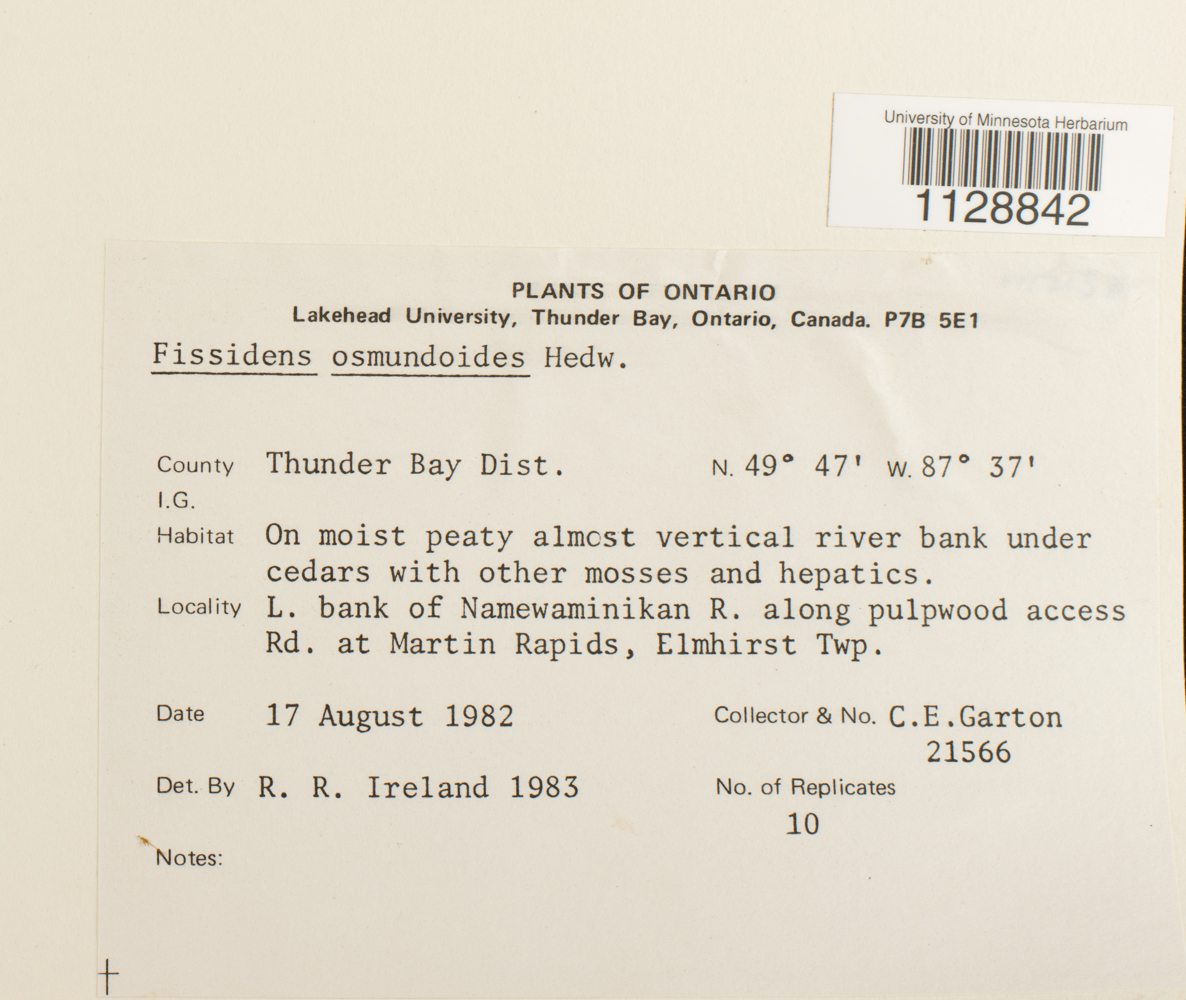 University of Minnesota Herbarium
1128842
PLANTS OF ONTARIO
Lakehead University, Thunder Bay, Ontario, Canada. P7B 5E1
Fissidens osmundoides Hedw.
County Thunder Bay Dist. N. 49° 47' W. 87° 37'
I.G.
Habitat On moist peaty almost vertical river bank under
cedars with other mosses and hepatics.
Locality L. bank of Namewaminikan R. along pulpwood access
Rd. at Martin Rapids, Elmhirst Twp.
Date 17 August 1982 Collector & No. C.E.Garton
21566
Det. By R. R. Ireland 1983 No. of Replicates
10
Notes: